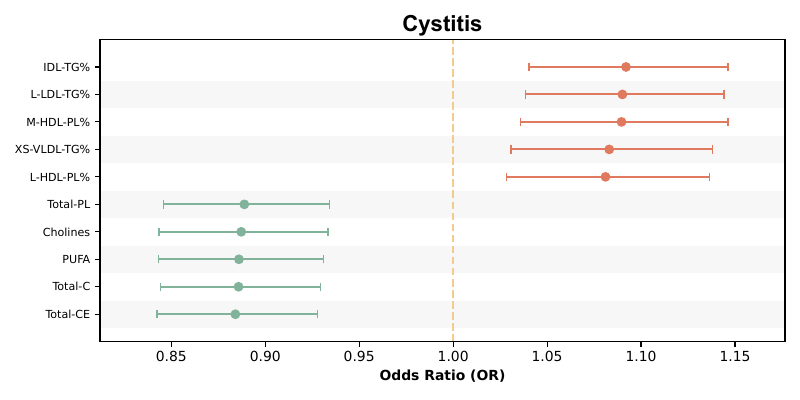 Cystitis
IDL-TG%
L-LDL-TG%
M-HDL-PL%
XS-VLDL-TG%
L-HDL-PL%
Total-PL
Cholines
PUFA
Total-C
Total-CE
0.85 0.90 0.95 1.00 1.05 1.10 1.15
Odds Ratio (OR)